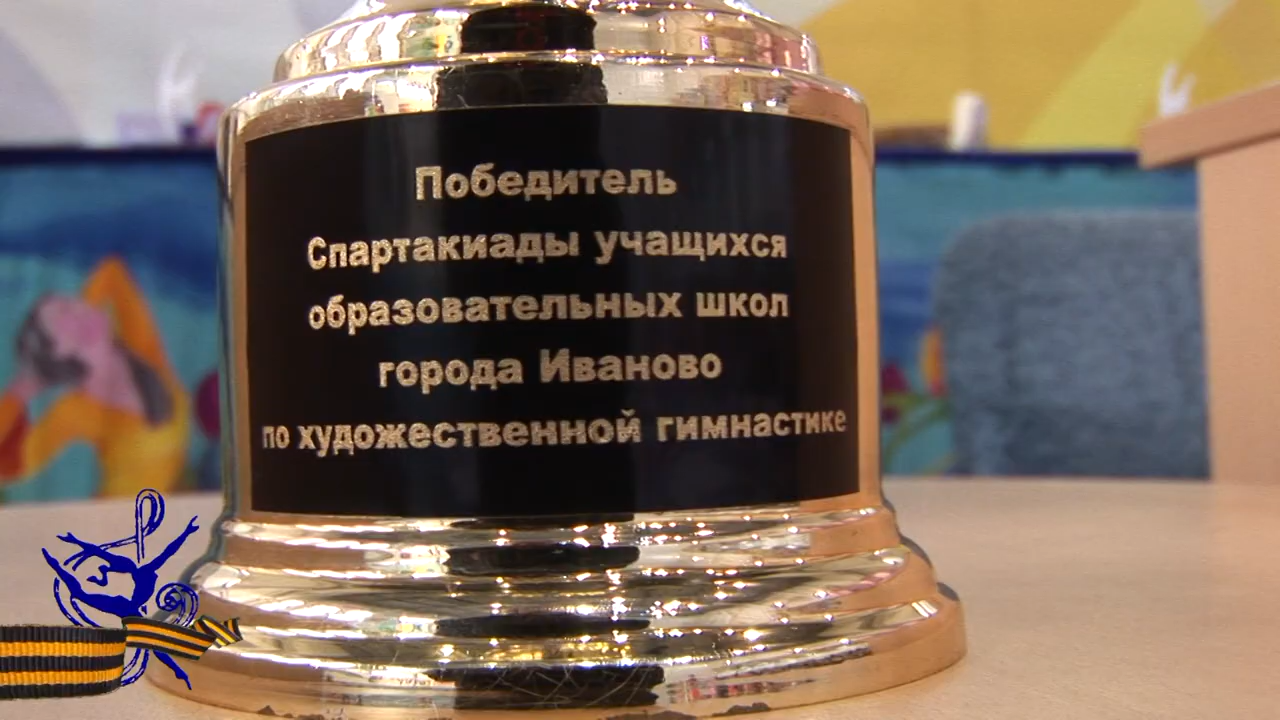 Победитель
Спартакиады учащихся
образовательных школ
города Иваново
по художественной гимнастике